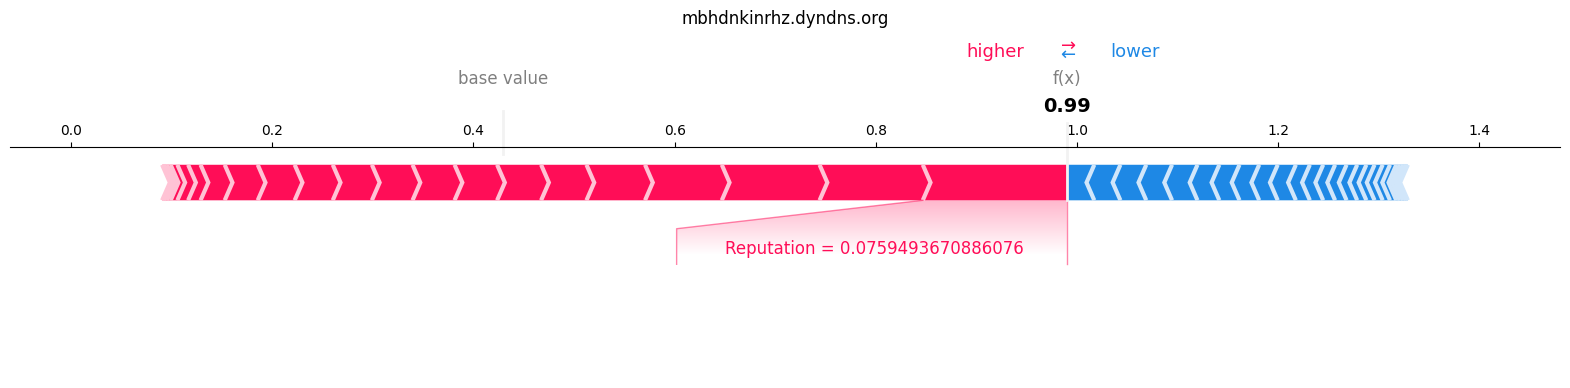 mbhdnkinrhz.dyndns.org
higher → ← lower
base value f(x)
0.99
0.0 0.2 0.4 0.6 0.8 1.0 1.2 1.4
Reputation = 0.0759493670886076